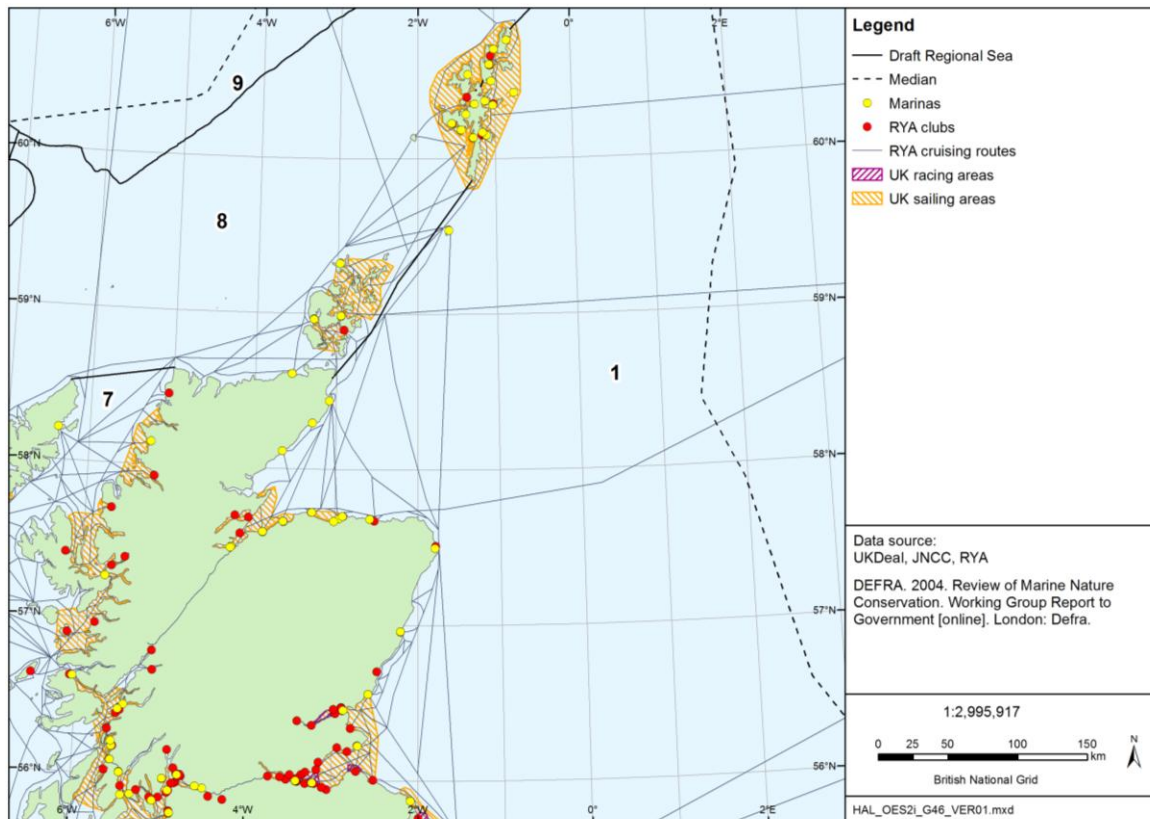 6°W
4°W
2°W
0°
2°E
60°N
59°N
58°N
57°N
56°N
9
8
7
1
60°N
59°N
58°N
57°N
56°N
6°W
4°W
2°W
0°
2°E
Legend
Draft Regional Sea
Median
Marinas
RYA clubs
RYA cruising routes
UK racing areas
UK sailing areas
Data source:
UKDeal, JNCC, RYA
DEFRA. 2004. Review of Marine Nature
Conservation. Working Group Report to
Government [online]. London: Defra.
1:2,995,917
0 25 50 100 150
km
N
British National Grid
HAL_OES2i_G46_VER01.mxd